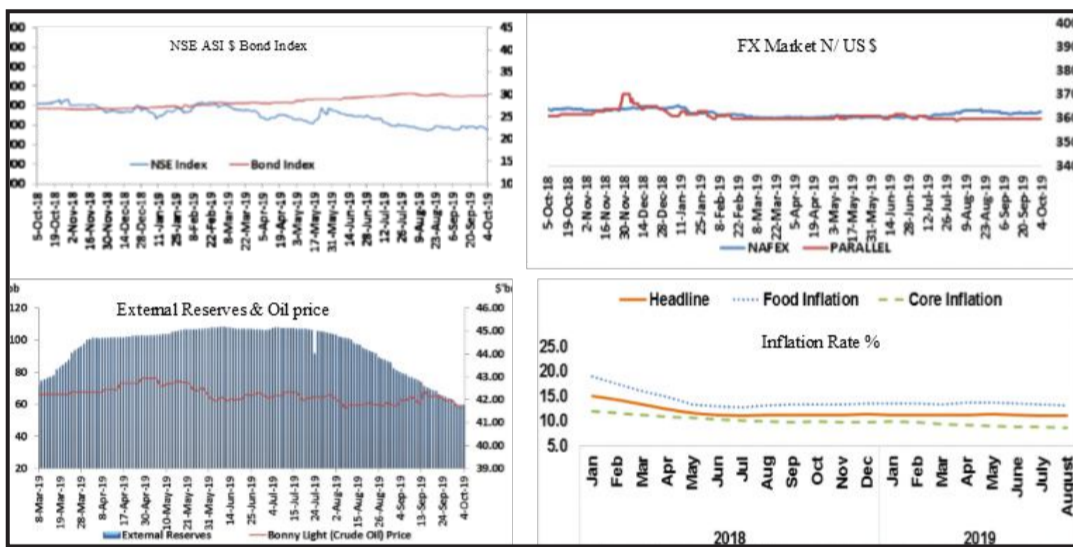 NSE ASI $ Bond Index
000
000
000
000
000
000
000
000
000
45
40
35
30
25
20
15
10
NSE Index
Bond Index
5-Oct-18
19-Oct-18
2-Nov-18
16-Nov-18
30-Nov-18
14-Dec-18
28-Dec-18
11-Jan-19
25-Jan-19
8-Feb-19
22-Feb-19
8-Mar-19
22-Mar-19
5-Apr-19
19-Apr-19
3-May-19
17-May-19
31-May-19
14-Jun-19
28-Jun-19
12-Jul-19
26-Jul-19
9-Aug-19
23-Aug-19
6-Sep-19
20-Sep-19
4-Oct-19
FX Market N/ US $
400
390
380
370
360
350
340
5-Oct-18
19-Oct-18
2-Nov-18
16-Nov-18
30-Nov-18
14-Dec-18
28-Dec-18
11-Jan-19
25-Jan-19
8-Feb-19
22-Feb-19
8-Mar-19
22-Mar-19
5-Apr-19
19-Apr-19
3-May-19
17-May-19
31-May-19
14-Jun-19
28-Jun-19
12-Jul-19
26-Jul-19
9-Aug-19
23-Aug-19
6-Sep-19
20-Sep-19
4-Oct-19
NAFEX
PARALLEL
External Reserves & Oil price
120
100
80
60
40
20
46.00
45.00
44.00
43.00
42.00
41.00
40.00
39.00
8-Mar-19
19-Mar-19
28-Mar-19
8-Apr-19
17-Apr-19
30-Apr-19
10-May-19
21-May-19
31-May-19
14-Jun-19
25-Jun-19
4-Jul-19
15-Jul-19
24-Jul-19
2-Aug-19
15-Aug-19
26-Aug-19
4-Sep-19
13-Sep-19
24-Sep-19
4-Oct-19
External Reserves
Bonny Light (Crude Oil) Price
Headline
Food Inflation
Core Inflation
Inflation Rate %
25.0
20.0
15.0
10.0
5.0
Jan
Feb
Mar
Apr
May
Jun
Jul
Aug
Sep
Oct
Nov
Dec
Jan
Feb
Mar
Apr
May
June
July
August
2018
2019